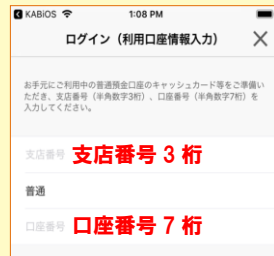 KABiOS 1:08 PM
ログイン（利用口座情報入力）
お手元にご利用中の普通預金口座のキャッシュカード等をご準備い
ただき、支店番号（半角数字3桁）、口座番号（半角数字7桁）を
入力してください。
支店番号 支店番号 3 桁
普通
口座番号 口座番号 7 桁